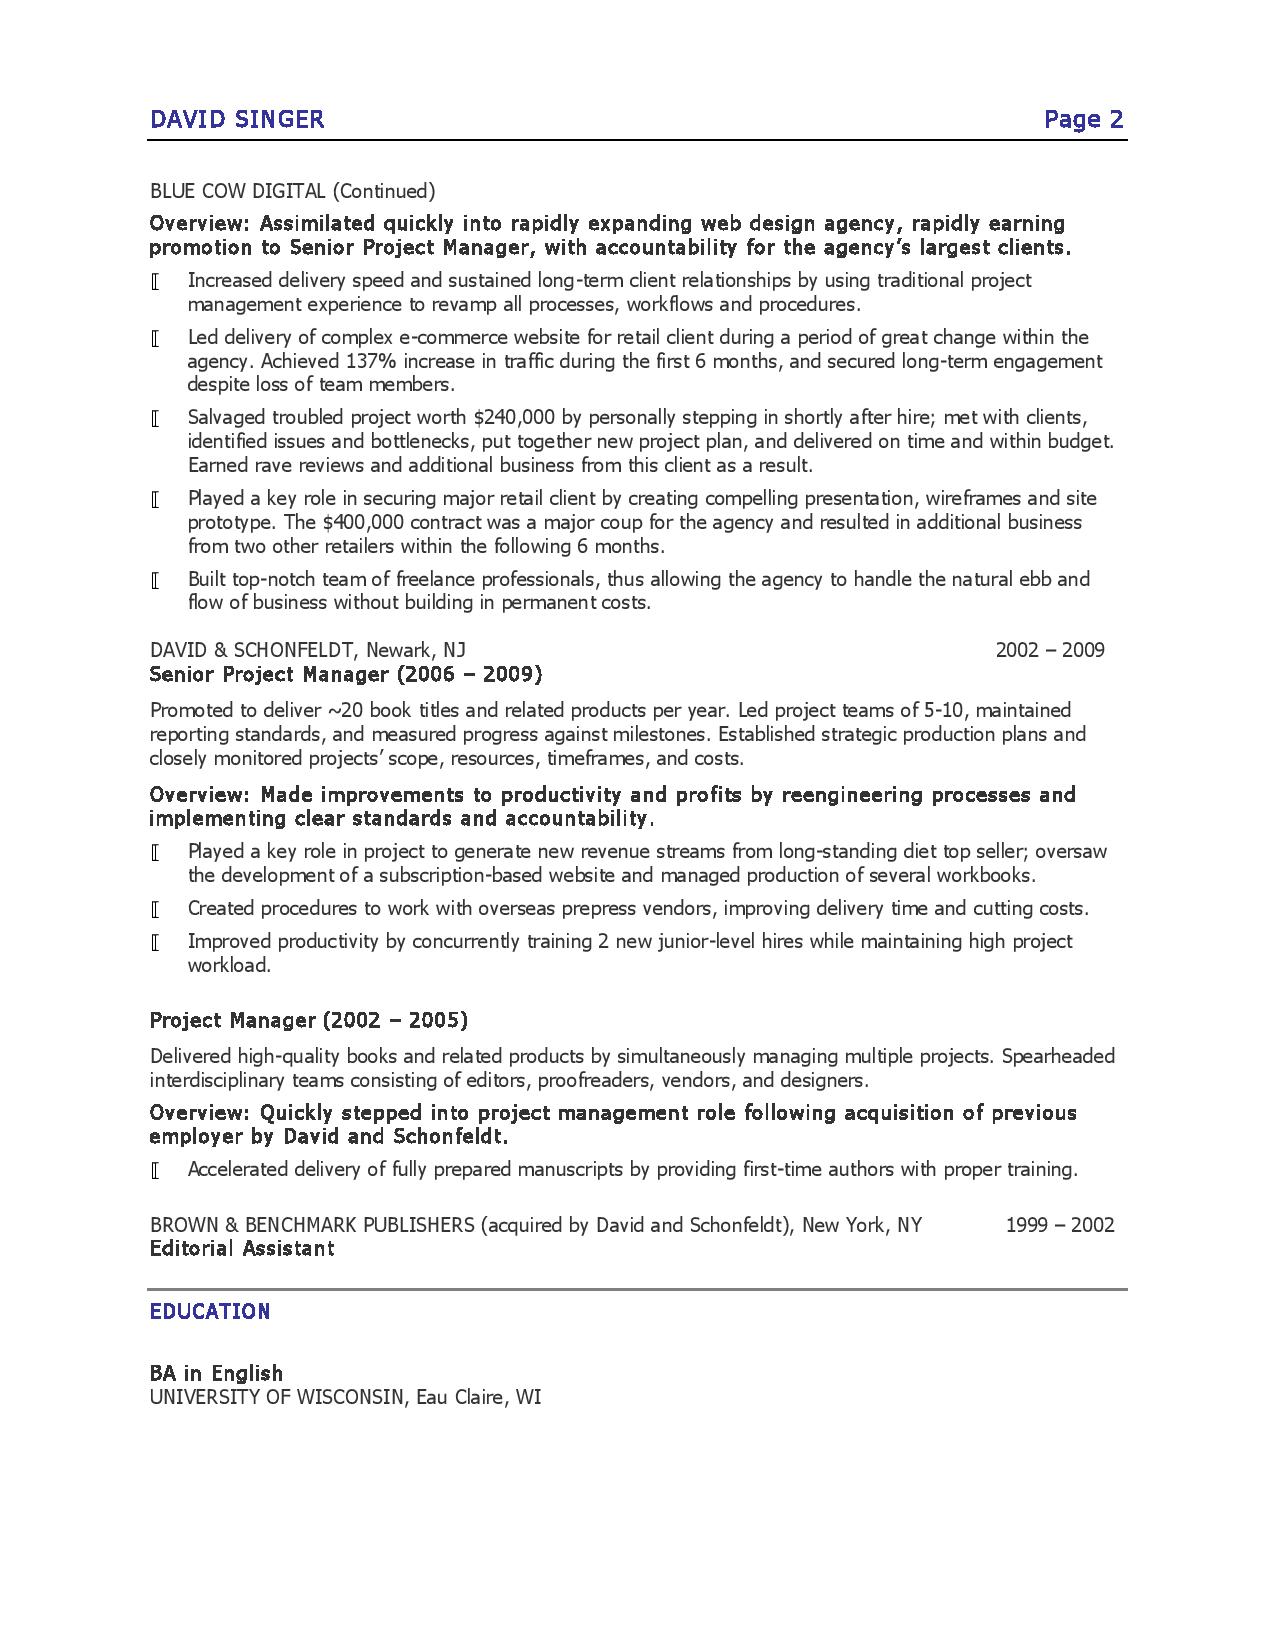 DAVID SINGER Page 2
BLUE COW DIGITAL (Continued)
Overview: Assimilated quickly into rapidly expanding web design agency, rapidly earning
promotion to Senior Project Manager, with accountability for the agency’s largest clients.
Increased delivery speed and sustained long-term client relationships by using traditional project
management experience to revamp all processes, workflows and procedures.
Led delivery of complex e-commerce website for retail client during a period of great change within the
agency. Achieved 137% increase in traffic during the first 6 months, and secured long-term engagement
despite loss of team members.
Salvaged troubled project worth $240,000 by personally stepping in shortly after hire; met with clients,
identified issues and bottlenecks, put together new project plan, and delivered on time and within budget.
Earned rave reviews and additional business from this client as a result.
Played a key role in securing major retail client by creating compelling presentation, wireframes and site
prototype. The $400,000 contract was a major coup for the agency and resulted in additional business
from two other retailers within the following 6 months.
Built top-notch team of freelance professionals, thus allowing the agency to handle the natural ebb and
flow of business without building in permanent costs.
DAVID & SCHONFELDT, Newark, NJ 2002 – 2009
Senior Project Manager (2006 – 2009)
Promoted to deliver ~20 book titles and related products per year. Led project teams of 5-10, maintained
reporting standards, and measured progress against milestones. Established strategic production plans and
closely monitored projects’ scope, resources, timeframes, and costs.
Overview: Made improvements to productivity and profits by reengineering processes and
implementing clear standards and accountability.
Played a key role in project to generate new revenue streams from long-standing diet top seller; oversaw
the development of a subscription-based website and managed production of several workbooks.
Created procedures to work with overseas prepress vendors, improving delivery time and cutting costs.
Improved productivity by concurrently training 2 new junior-level hires while maintaining high project
workload.
Project Manager (2002 – 2005)
Delivered high-quality books and related products by simultaneously managing multiple projects. Spearheaded
interdisciplinary teams consisting of editors, proofreaders, vendors, and designers.
Overview: Quickly stepped into project management role following acquisition of previous
employer by David and Schonfeldt.
Accelerated delivery of fully prepared manuscripts by providing first-time authors with proper training.
BROWN & BENCHMARK PUBLISHERS (acquired by David and Schonfeldt), New York, NY 1999 – 2002
Editorial Assistant
EDUCATION
BA in English
UNIVERSITY OF WISCONSIN, Eau Claire, WI